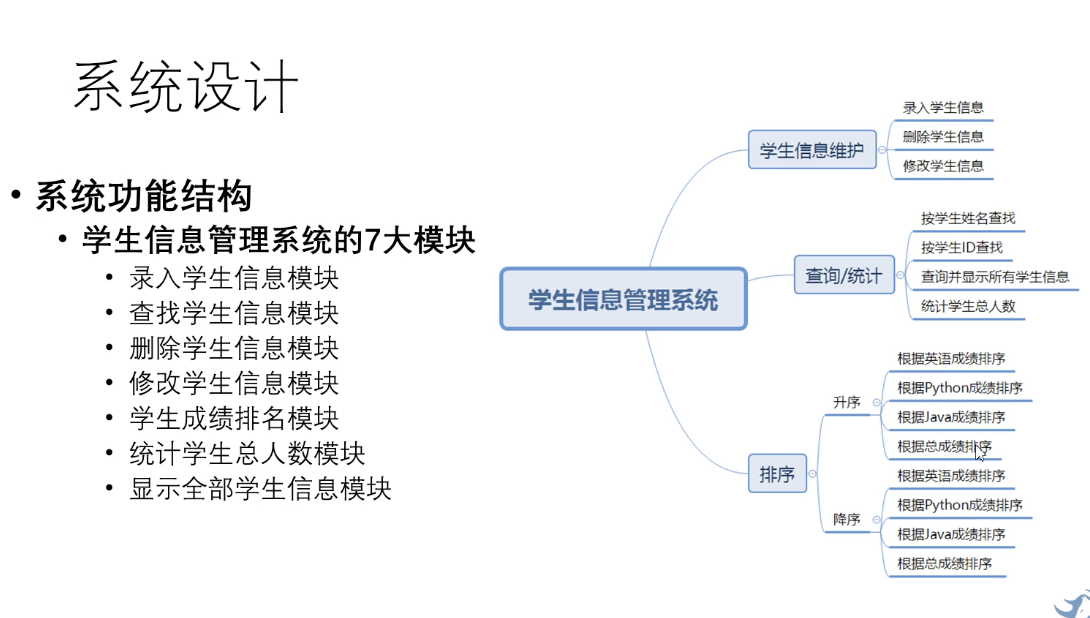 系统设计
• 系统功能结构
• 学生信息管理系统的7大模块
• 录入学生信息模块
• 查找学生信息模块
• 删除学生信息模块
• 修改学生信息模块
• 学生成绩排名模块
• 统计学生总人数模块
• 显示全部学生信息模块
学生信息管理系统
学生信息维护
录入学生信息
删除学生信息
修改学生信息
查询/统计
按学生姓名查找
按学生ID查找
查询并显示所有学生信息
统计学生总人数
排序
升序
根据英语成绩排序
根据Python成绩排序
根据Java成绩排序
根据总成绩排序
降序
根据英语成绩排序
根据Python成绩排序
根据Java成绩排序
根据总成绩排序